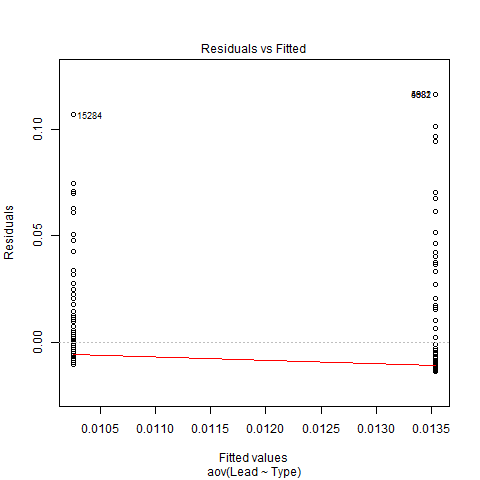 Residuals vs Fitted
Residuals
0.10
0.05
0.00
15284
0.0105 0.0110 0.0115 0.0120 0.0125 0.0130 0.0135
Fitted values
aov(Lead ~ Type)